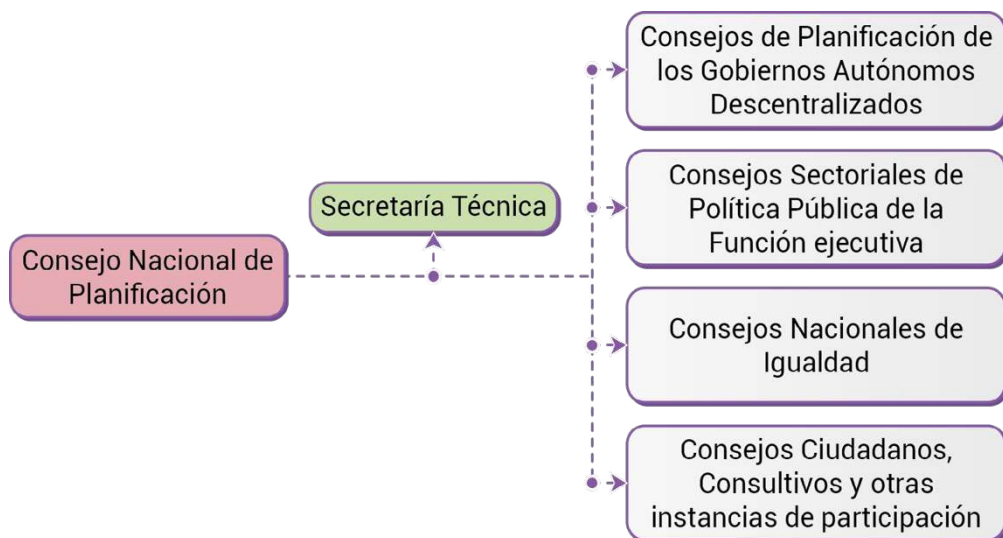 Consejo Nacional de
Planificación
Secretaría Técnica
Consejos de Planificación de
los Gobiernos Autónomos
Descentralizados
Consejos Sectoriales de
Política Pública de la
Función ejecutiva
Consejos Nacionales de
Igualdad
Consejos Ciudadanos,
Consultivos y otras
instancias de participación